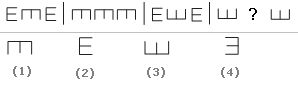 E m E | m m m | E Ш E | Ш ? Ш
m E Ш Ǝ
(1) (2) (3) (4)